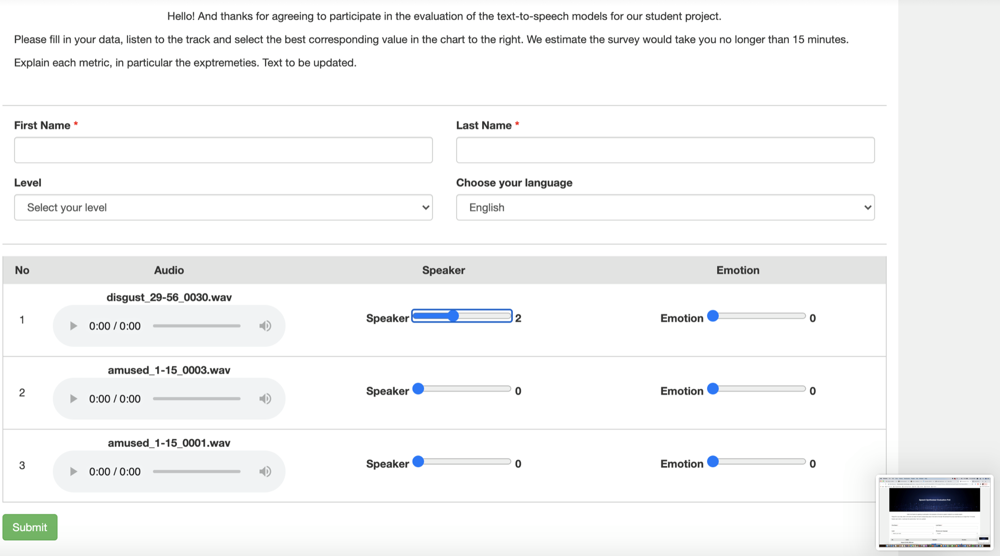 Hello! And thanks for agreeing to participate in the evaluation of the text-to-speech models for our student project.
Please fill in your data, listen to the track and select the best corresponding value in the chart to the right. We estimate the survey would take you no longer than 15 minutes.
Explain each metric, in particular the exptremeties. Text to be updated.
First Name *
Last Name *
Level
Choose your language
Select your level
English
No Audio Speaker Emotion
disgust_29-56_0030.wav
1 0:00 / 0:00 Speaker 2 Emotion 0
amused_1-15_0003.wav
2 0:00 / 0:00 Speaker 0 Emotion 0
amused_1-15_0001.wav
3 0:00 / 0:00 Speaker 0 Emotion 0
Submit
Speech Synthesizer Evaluation Poll